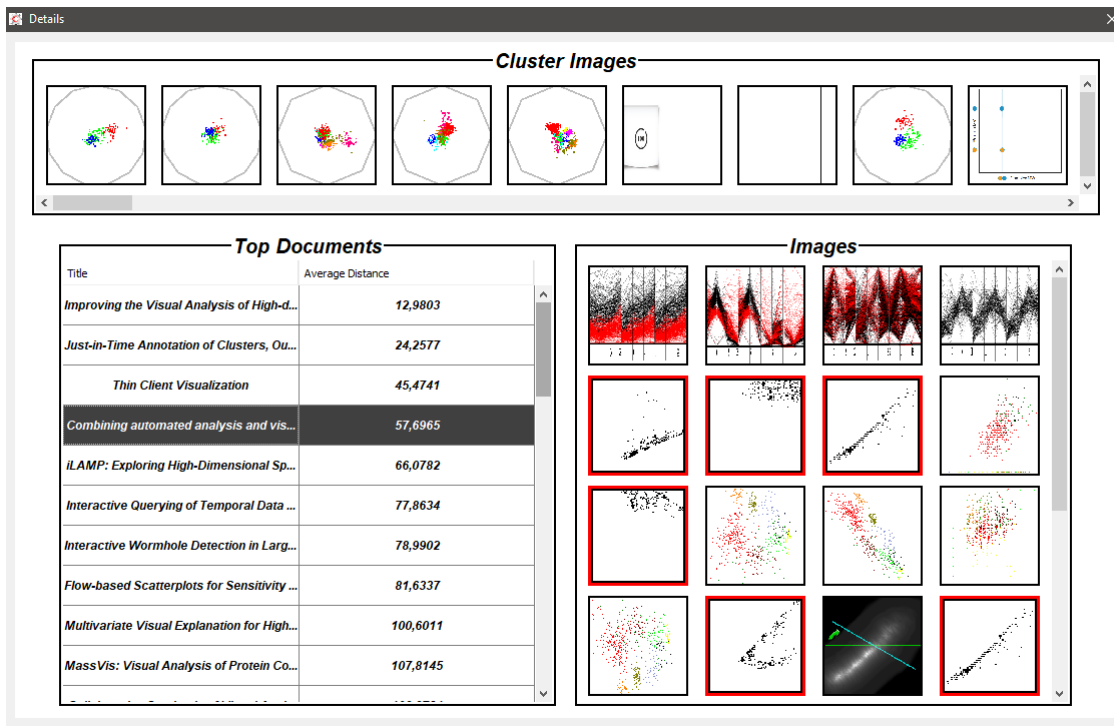 Details
Cluster Images
Top Documents
Images
Title
Average Distance
Improving the Visual Analysis of High-d...
12,9803
Just-in-Time Annotation of Clusters, Ou...
24,2577
Thin Client Visualization
45,4741
Combining automated analysis and vis...
57,6965
iLAMP: Exploring High-Dimensional Sp...
66,0782
Interactive Querying of Temporal Data ...
77,8634
Interactive Wormhole Detection in Larg...
78,9902
Flow-based Scatterplots for Sensitivity ...
81,6337
Multivariate Visual Explanation for High...
100,6011
MassVis: Visual Analysis of Protein Co...
107,8145